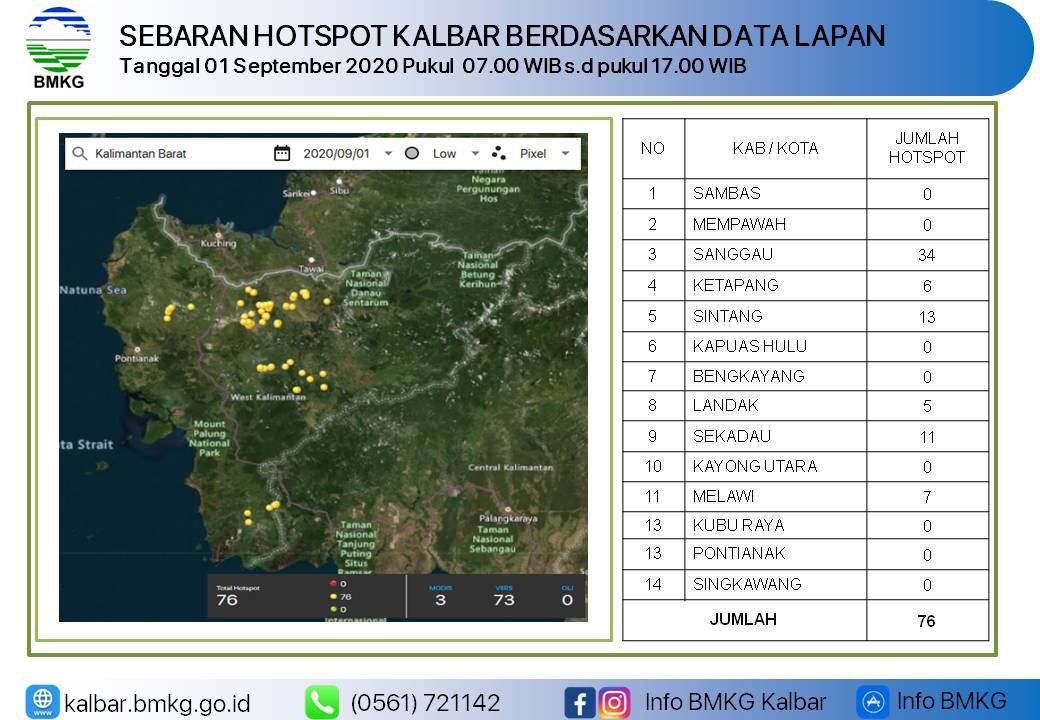 BMKG
SEBARAN HOTSPOT KALBAR BERDASARKAN DATA LAPAN
Tanggal 01 September 2020 Pukul 07.00 WIB s.d pukul 17.00 WIB
Kalimantan Barat
2020/09/01
Low
Pixel
Negara
Pergunungan
Hos
Sibu
Sarikei
Kuching
Tawai
Taman
Nasional
Danau
Sentarum
Taman
Nasional
Betung
Kerihun
Natuna Sea
Pontianak
West Kalimantan
Mount
Palung
National
Park
ta Strait
Central Kalimantan
Palangkaraya
Taman
Nasional
Sebangau
Taman
Nasional
Tanjung
Puting
Situs
Ramsar
Internasional
Total Hotspot
76
0
76
0
MODIS
3
VIIRS
73
OLI
0
NO KAB / KOTA JUMLAH HOTSPOT
1 SAMBAS 0
2 MEMPAWAH 0
3 SANGGAU 34
4 KETAPANG 6
5 SINTANG 13
6 KAPUAS HULU 0
7 BENGKAYANG 0
8 LANDAK 5
9 SEKADAU 11
10 KAYONG UTARA 0
11 MELAWI 7
13 KUBU RAYA 0
13 PONTIANAK 0
14 SINGKAWANG 0
JUMLAH 76
kalbar.bmkg.go.id
(0561) 721142
Info BMKG Kalbar
Info BMKG